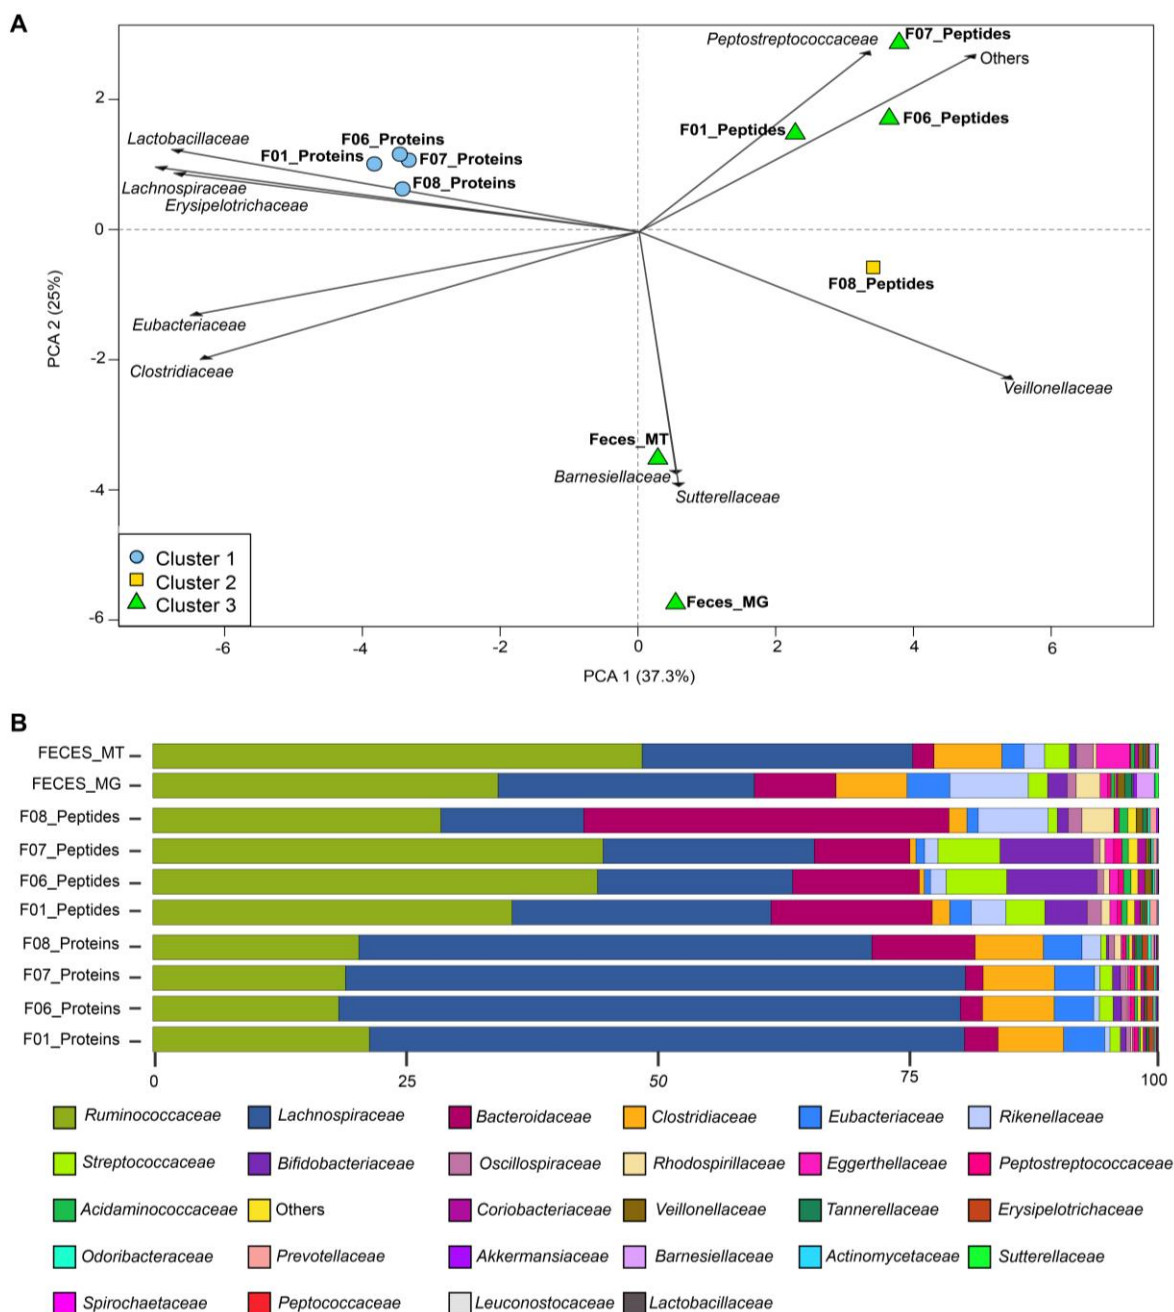 A
Peptostreptococcaceae
F07_Peptides
Others
F06_Peptides
F01_Peptides
2
Lactobacillaceae
F06_Proteins
F01_Proteins
F07_Proteins
F08_Proteins
Lachnospiraceae
Erysipelotrichaceae
0
F08_Peptides
PCA 2 (25%)
Eubacteriaceae
-2
Clostridiaceae
Veillonellaceae
Feces_MT
Barnesiellaceae
-4
Sutterellaceae
Cluster 1
Cluster 2
Cluster 3
Feces_MG
-6
-6 -4 -2 0 2 4 6
PCA 1 (37.3%)
B
FECES_MT
FECES_MG
F08_Peptides
F07_Peptides
F06_Peptides
F01_Peptides
F08_Proteins
F07_Proteins
F06_Proteins
F01_Proteins
0 25 50 75 100
Ruminococcaceae Lachnospiraceae Bacteroidaceae Clostridiaceae Eubacteriaceae Rikenellaceae
Streptococcaceae Bifidobacteriaceae Oscillospiraceae Rhodospirillaceae Eggerthellaceae Peptostreptococcaceae
Acidaminococcaceae Others Coriobacteriaceae Veillonellaceae Tannerellaceae Erysipelotrichaceae
Odoribacteraceae Prevotellaceae Akkermansiaceae Barnesiellaceae Actinomycetaceae Sutterellaceae
Spirochaetaceae Peptococcaceae Leuconostocaceae Lactobacillaceae